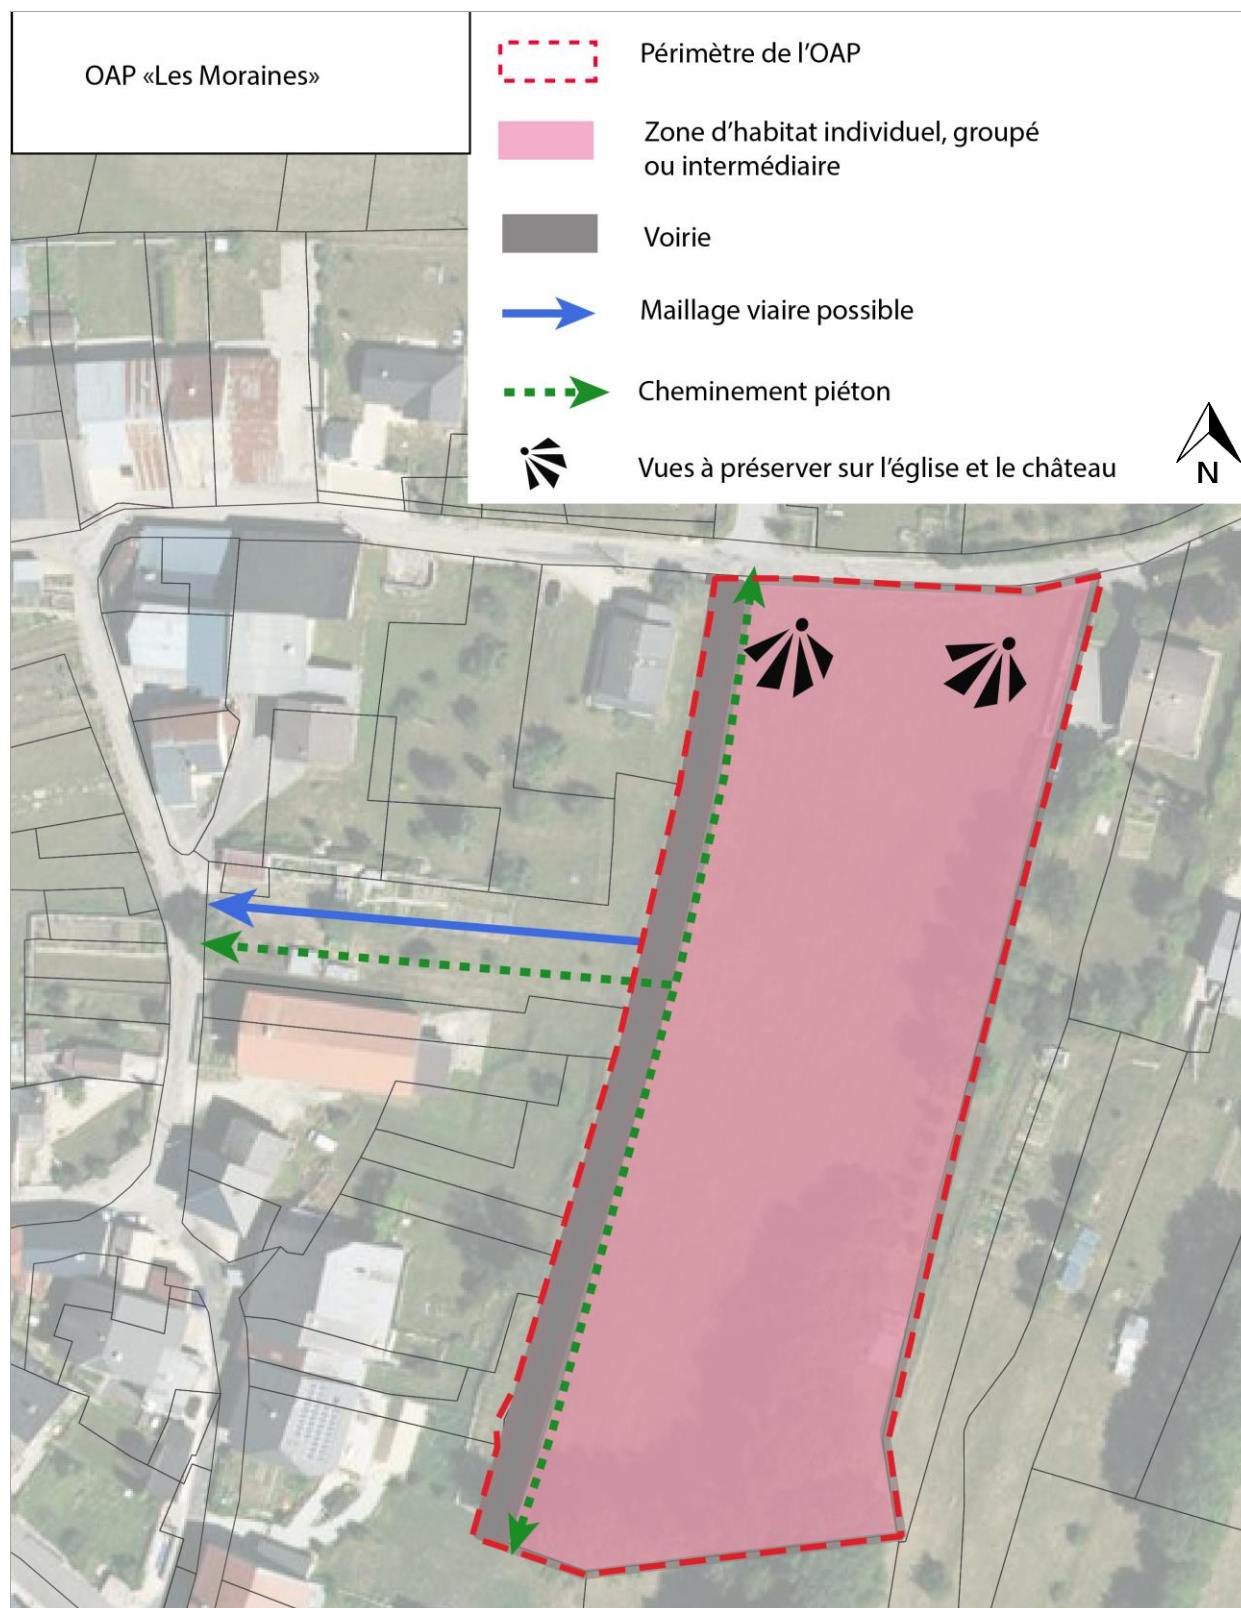 OAP «Les Moraines»
Périmètre de l’OAP
Zone d’habitat individuel, groupé
ou intermédiaire
Voirie
Maillage viaire possible
Cheminement piéton
Vues à préserver sur l’église et le château
N